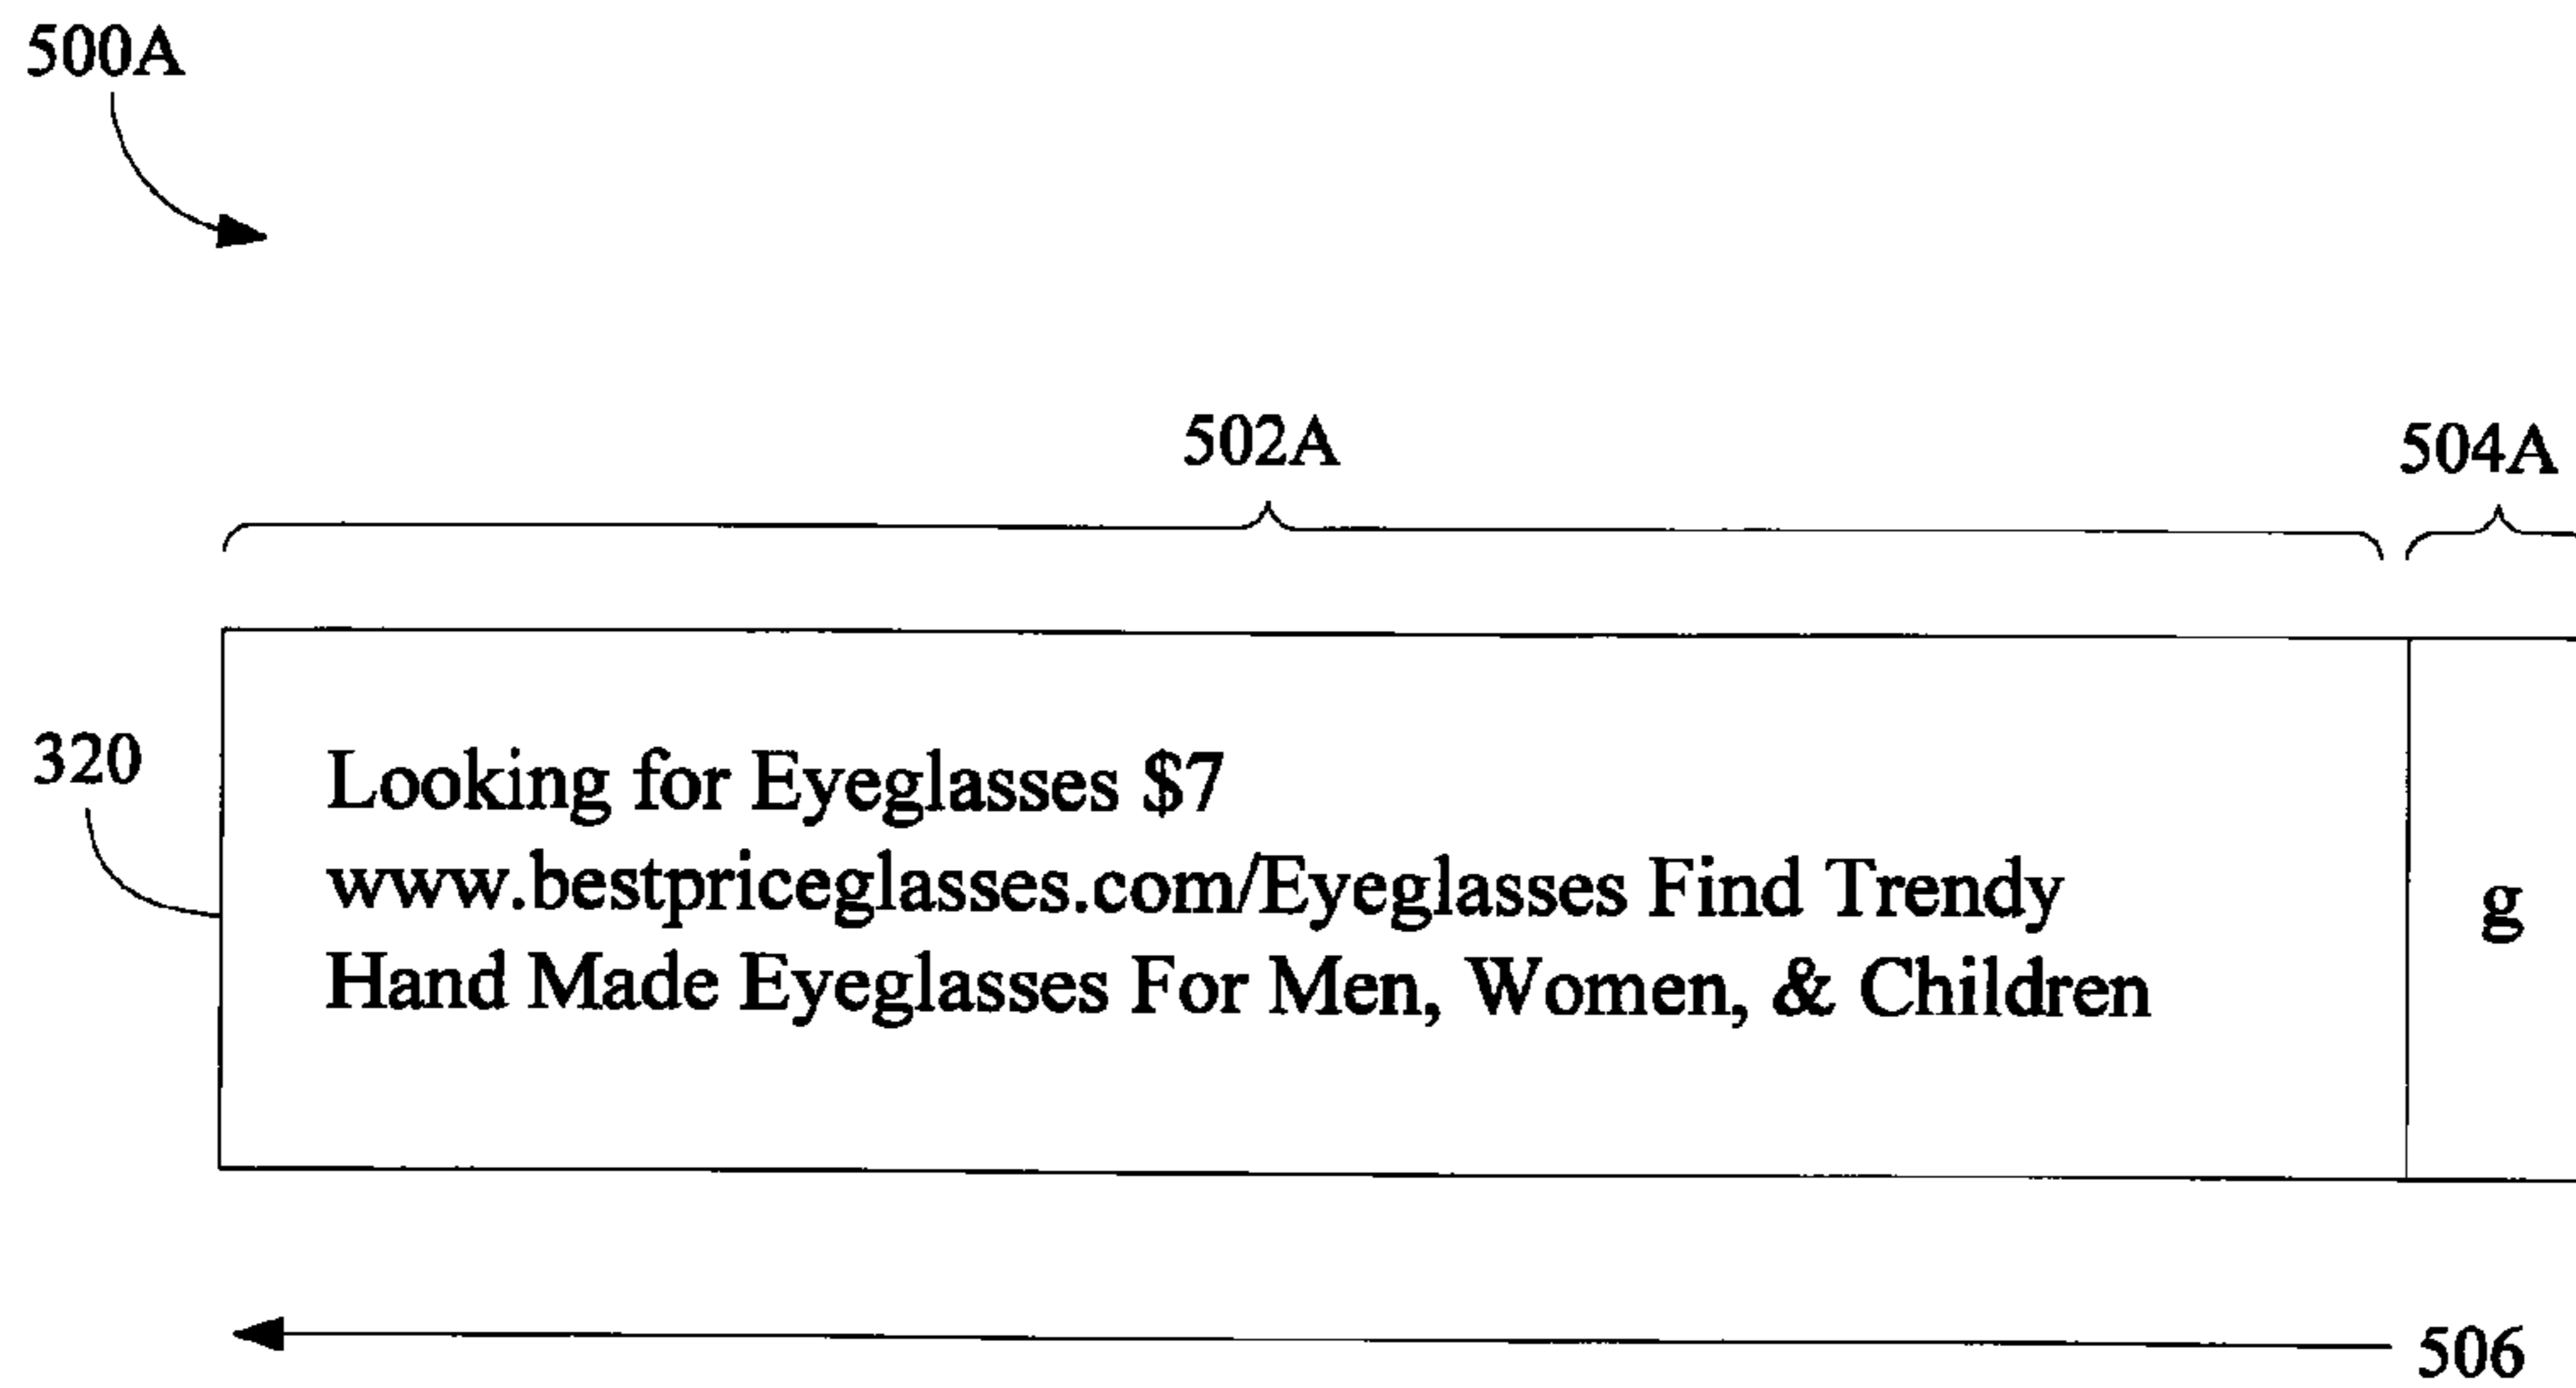 500A
502A
504A
320
Looking for Eyeglasses $7
www.bestpriceglasses.com/Eyeglasses Find Trendy
Hand Made Eyeglasses For Men, Women, & Children
g
506